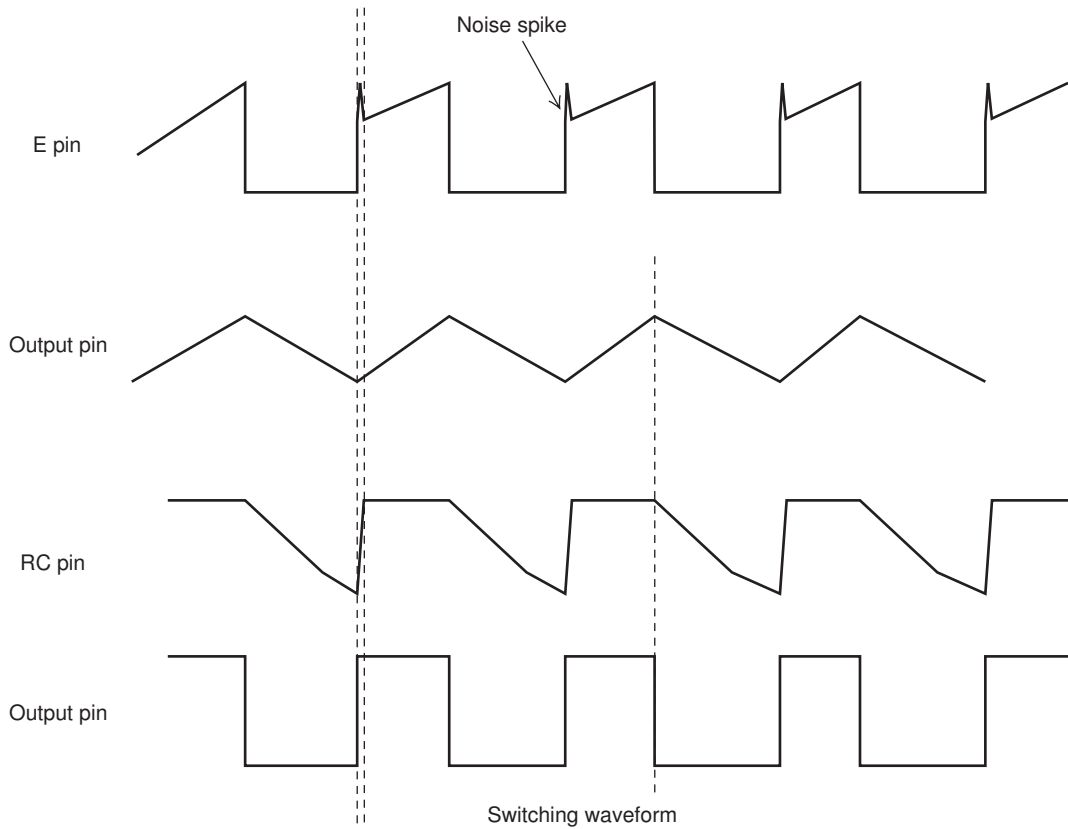 Noise spike
E pin
Output pin
RC pin
Output pin
Switching waveform